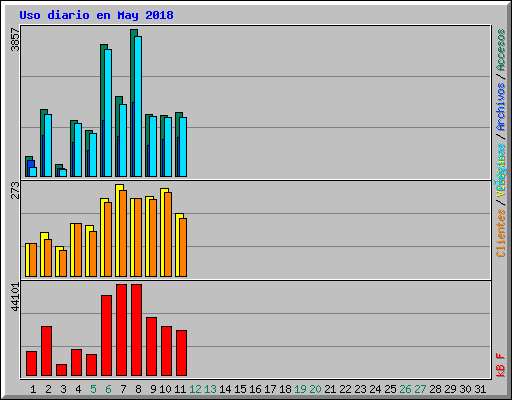 Uso diario en May 2018
3857
273
44101
Clientes / / Archivos / Accesos
kB F
1 2 3 4 5 6 7 8 9 10 11 12 13 14 15 16 17 18 19 20 21 22 23 24 25 26 27 28 29 30 31